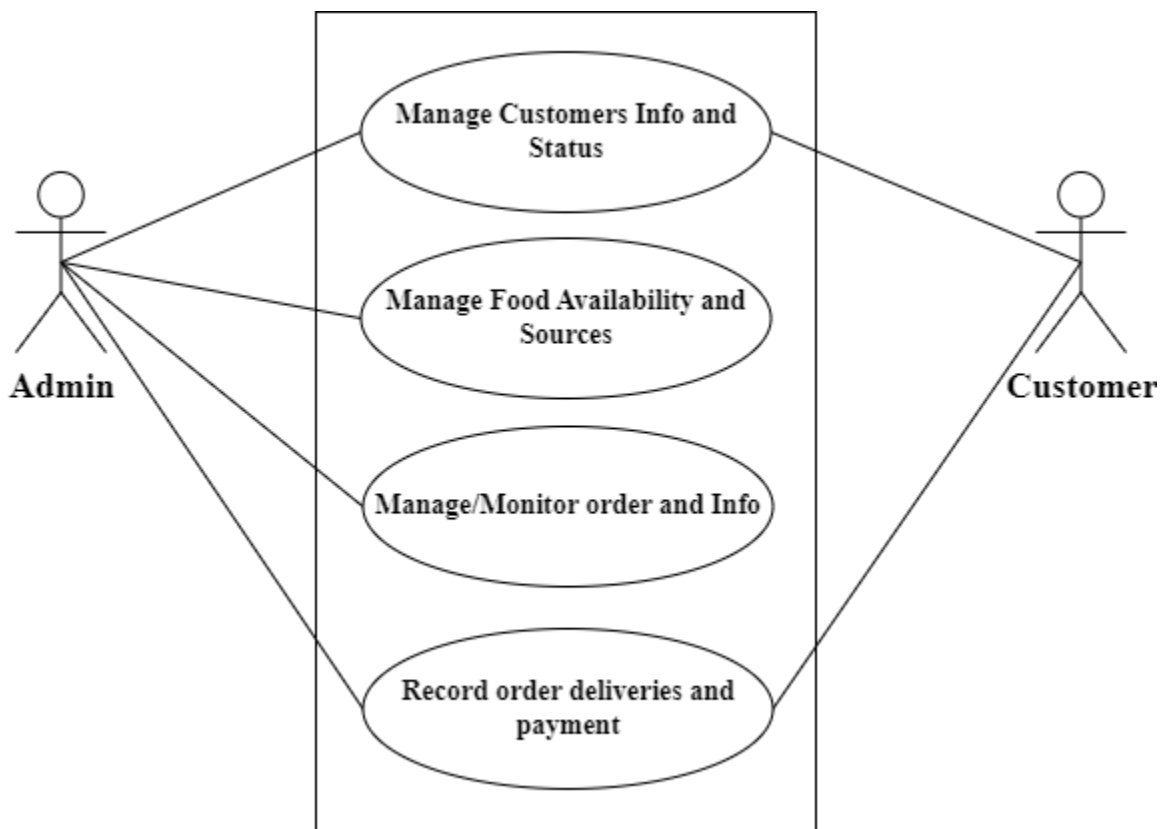 Manage Customers Info and
Status
Manage Food Availability and
Sources
Admin
Customer
Manage/Monitor order and Info
Record order deliveries and
payment